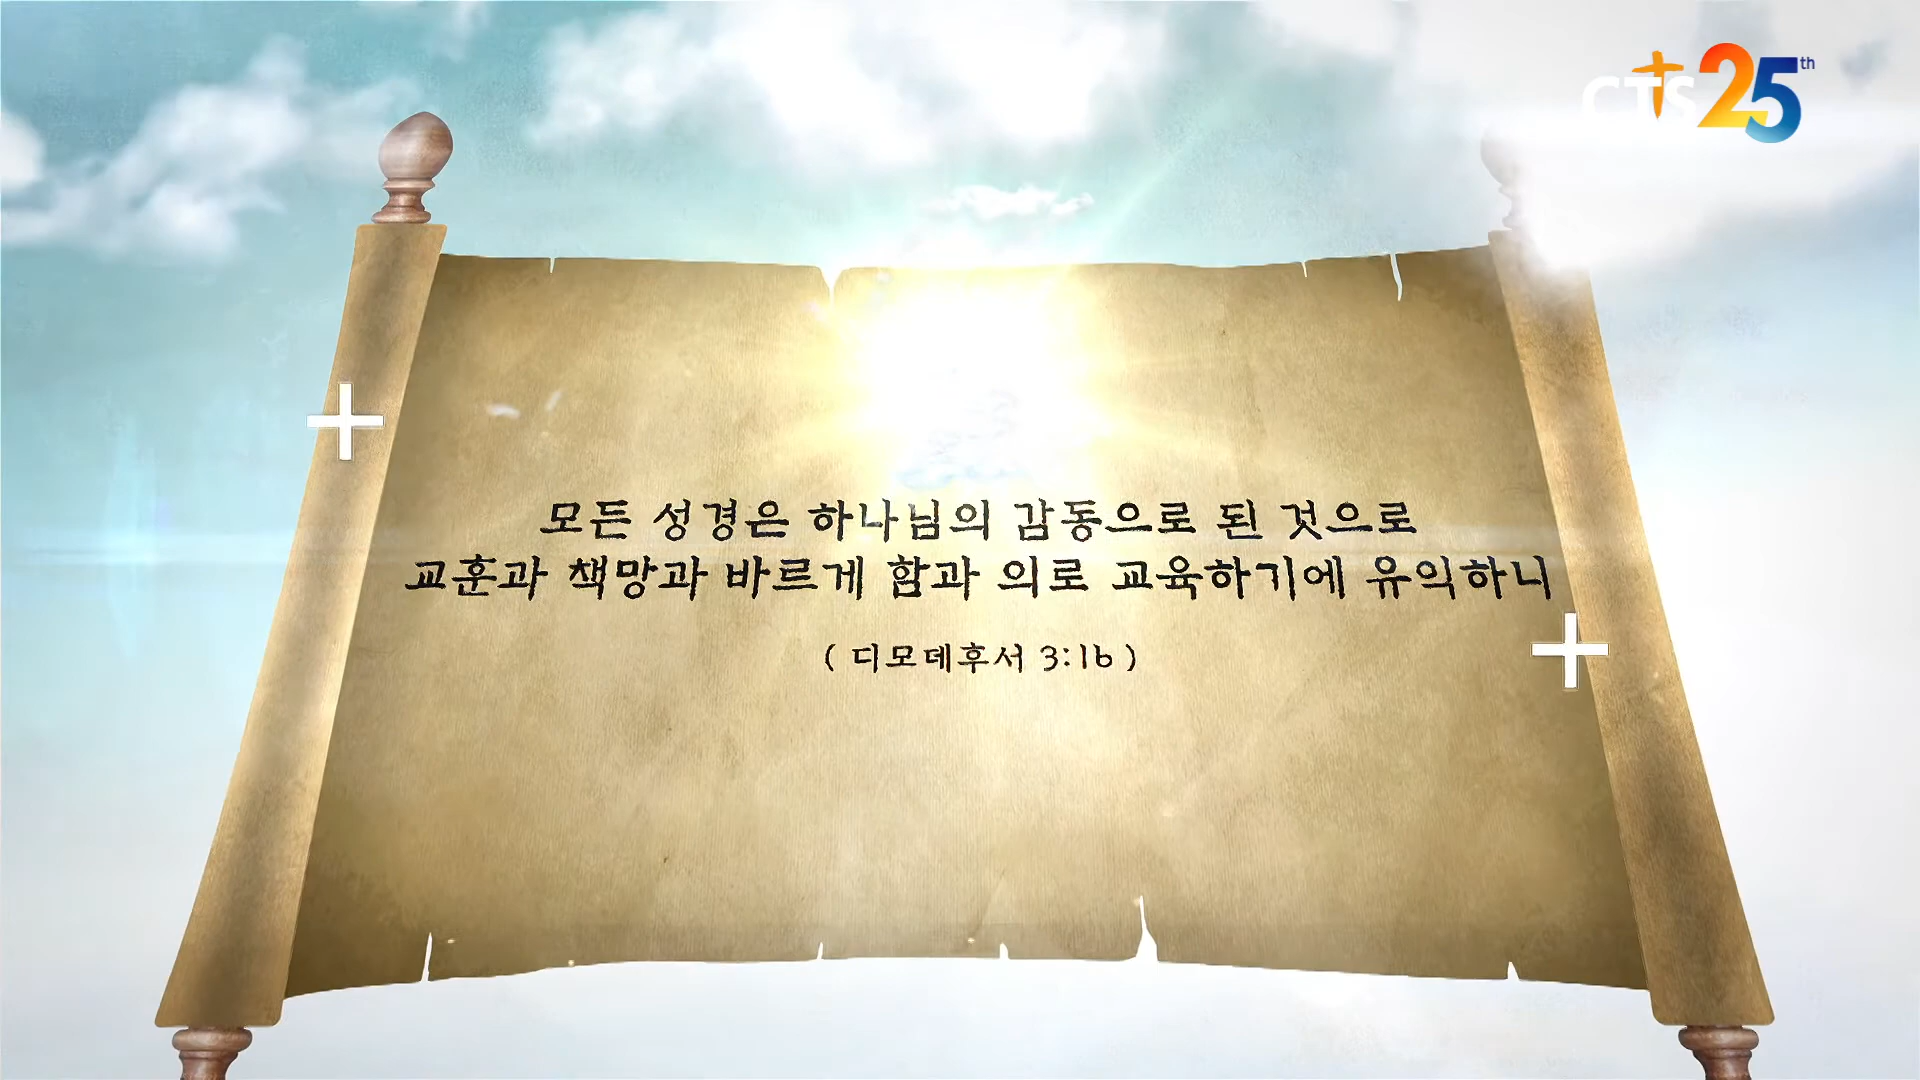 CTS 25th
모든 성경은 하나님의 감동으로 된 것으로
교훈과 책망과 바르게 함과 의로 교육하기에 유익하니
( 디모데후서 3:16 )